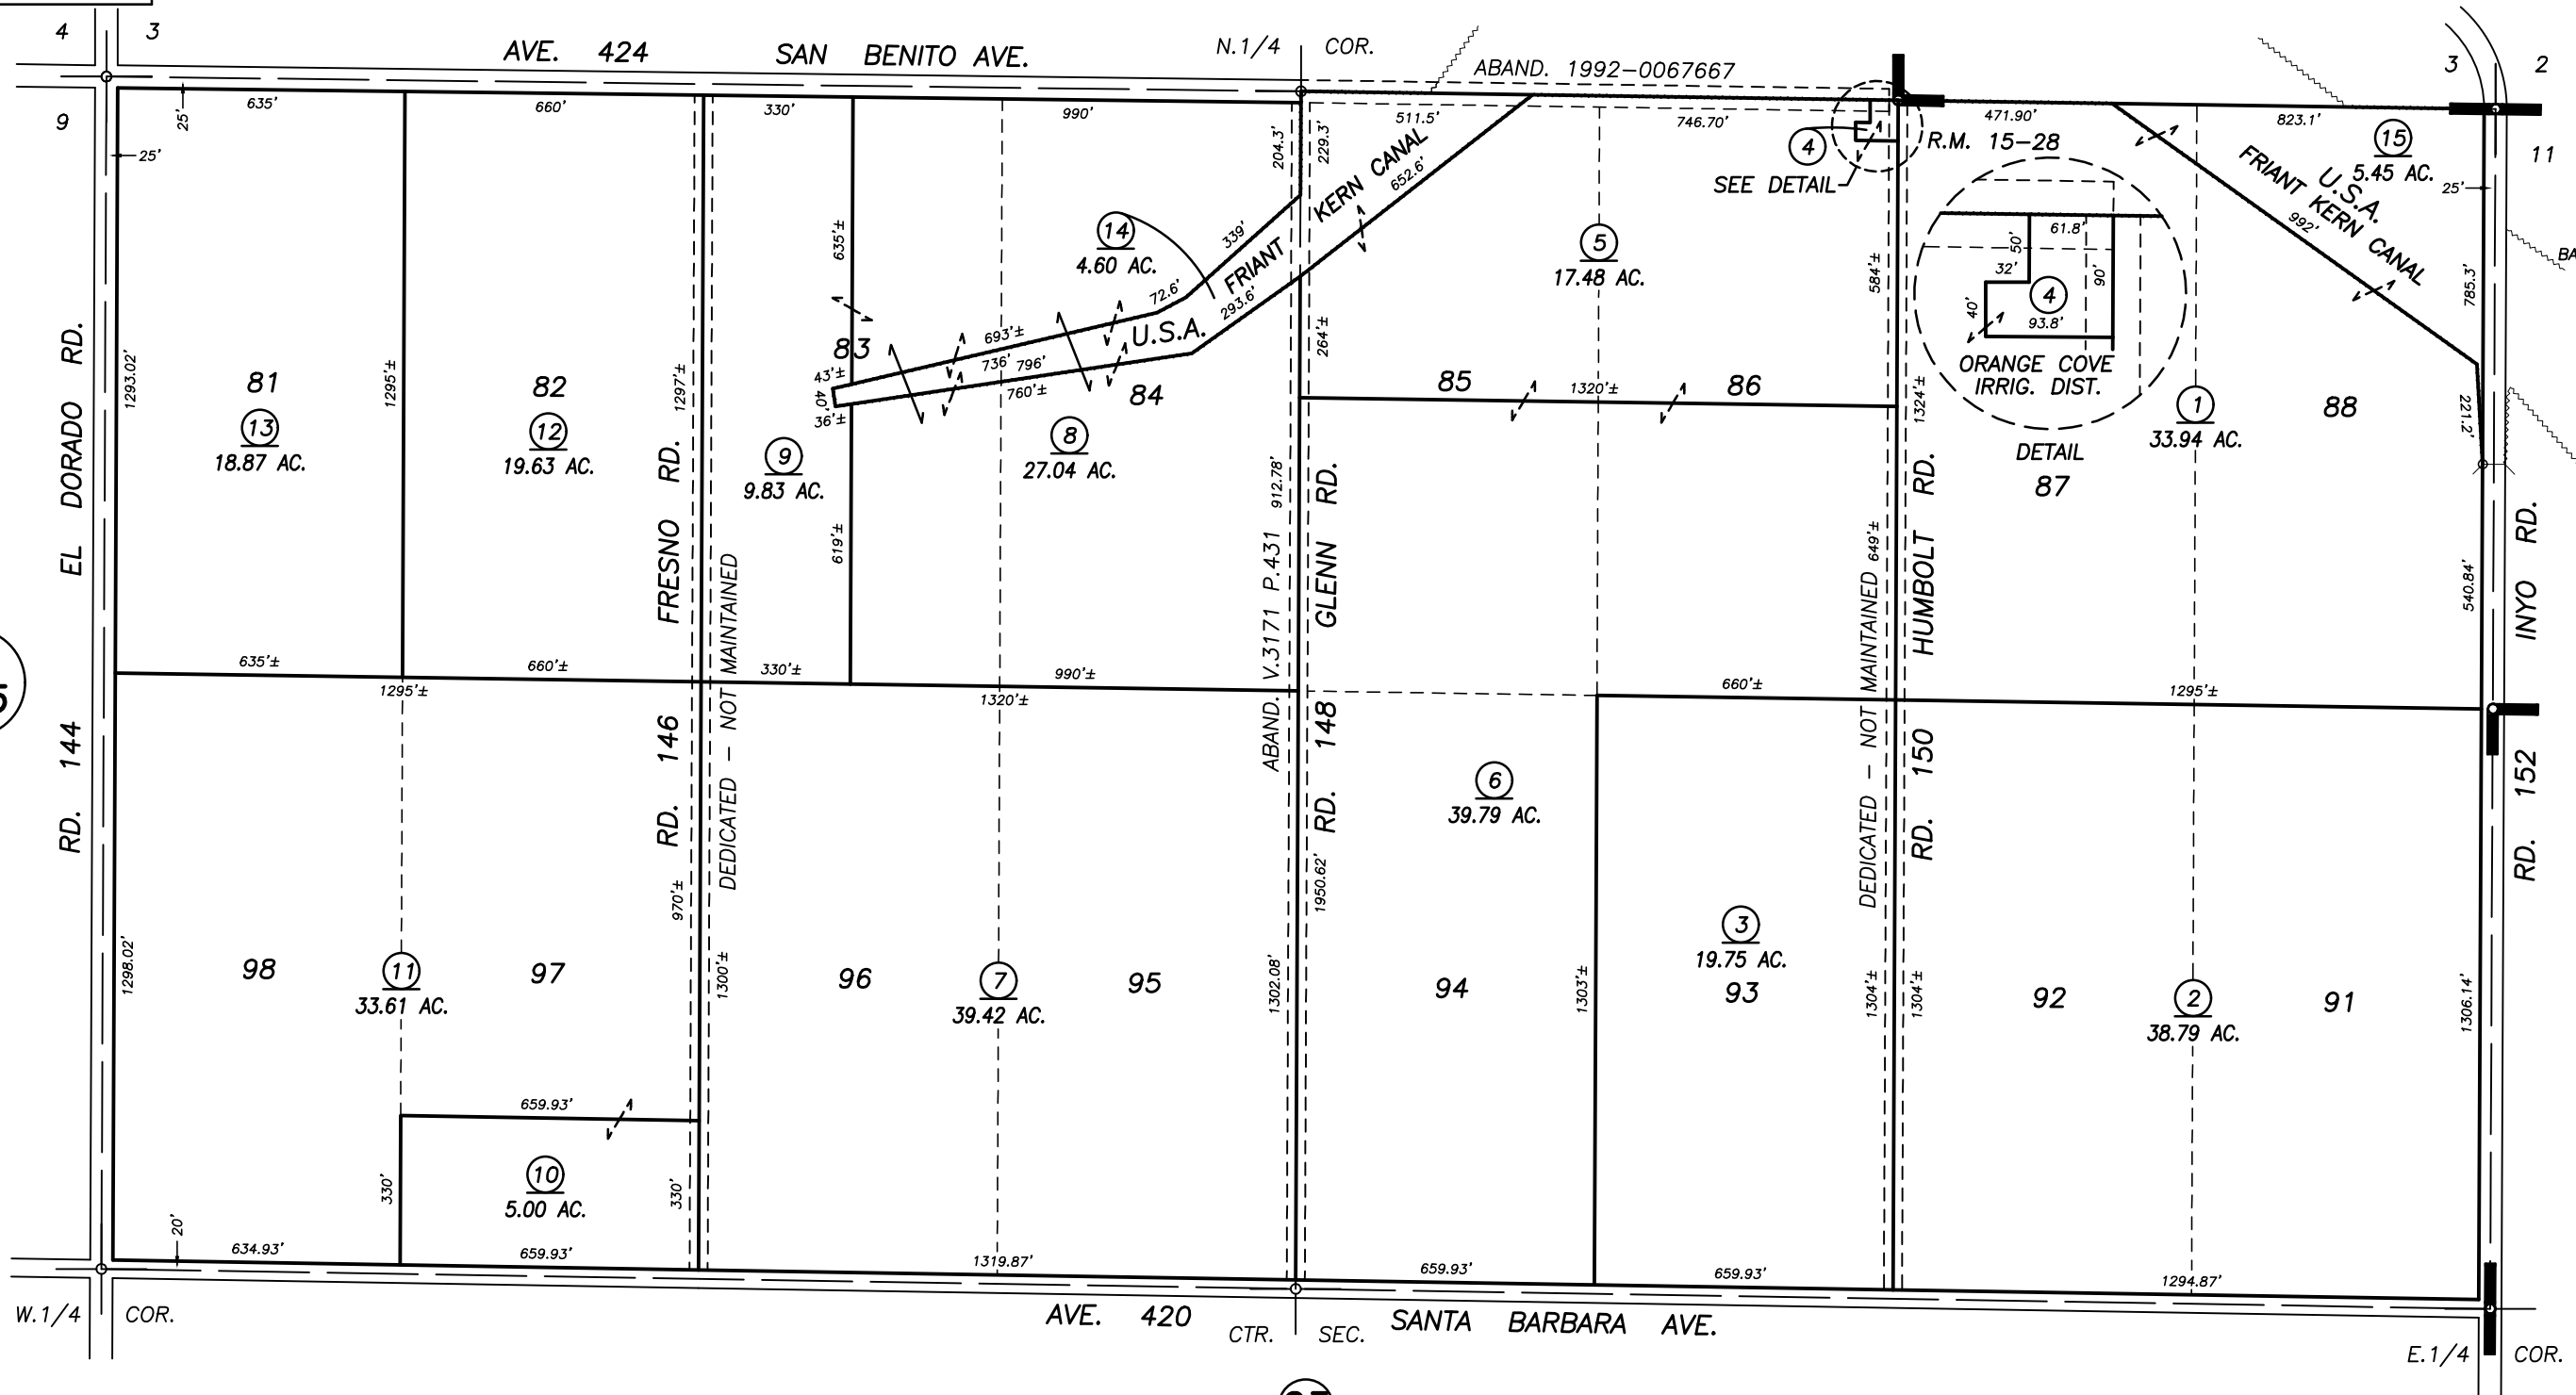 4 3
AVE. 424 SAN BENITO AVE.
N.1/4 COR.
ABAND. 1992-0067667
3 2
9
11
635'
660'
330'
990'
511.5'
746.70'
471.90'
823.1'
25'
25'
25'
204.3'
229.3'
4
SEE DETAIL
R.M. 15-28
15
5.45 AC.
U.S.A.
FRIANT KERN CANAL
992'
785.3'
221.2'
540.84'
FRIANT KERN CANAL
652.6'
339'
72.6'
293.6'
U.S.A.
14
4.60 AC.
5
17.48 AC.
584'±
61.8'
50'
32'
40'
4
90'
93.8'
ORANGE COVE
IRRIG. DIST.
DETAIL
87
BA
635'±
83
693'±
736' 796'
760'±
43'±
40'
36'±
84
264'±
85
1320'±
86
1324'±
1
33.94 AC.
88
1293.02'
81
13
18.87 AC.
1295'±
82
12
19.63 AC.
1297'±
9
9.83 AC.
8
27.04 AC.
619'±
912.78'
649'±
EL DORADO RD.
RD. 144
FRESNO RD.
RD. 146
DEDICATED - NOT MAINTAINED
ABAND. V.3171 P.431
GLENN RD.
RD. 148
DEDICATED - NOT MAINTAINED
HUMBOLT RD.
RD. 150
INYO RD.
RD. 152
635'±
660'±
330'±
990'±
660'±
1295'±
1295'±
1320'±
6
39.79 AC.
1950.62'
970'±
1300'±
1298.02'
98
11
33.61 AC.
97
96
7
39.42 AC.
95
1302.08'
94
1303'±
3
19.75 AC.
93
1304'±
1304'±
92
2
38.79 AC.
91
1306.14'
659.93'
330'
10
5.00 AC.
330'
20'
634.93'
659.93'
1319.87'
659.93'
659.93'
1294.87'
W.1/4 COR.
AVE. 420 SANTA BARBARA AVE.
CTR. SEC.
E.1/4 COR.